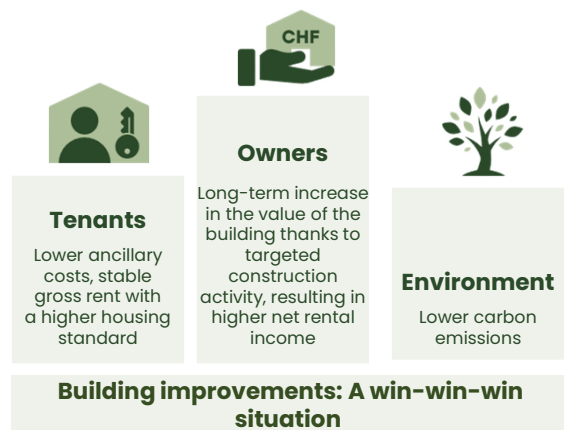 CHF
Tenants
Lower ancillary
costs, stable
gross rent with
a higher housing
standard
Owners
Long-term increase
in the value of the
building thanks to
targeted
construction
activity, resulting in
higher net rental
income
Environment
Lower carbon
emissions
Building improvements: A win-win-win
situation